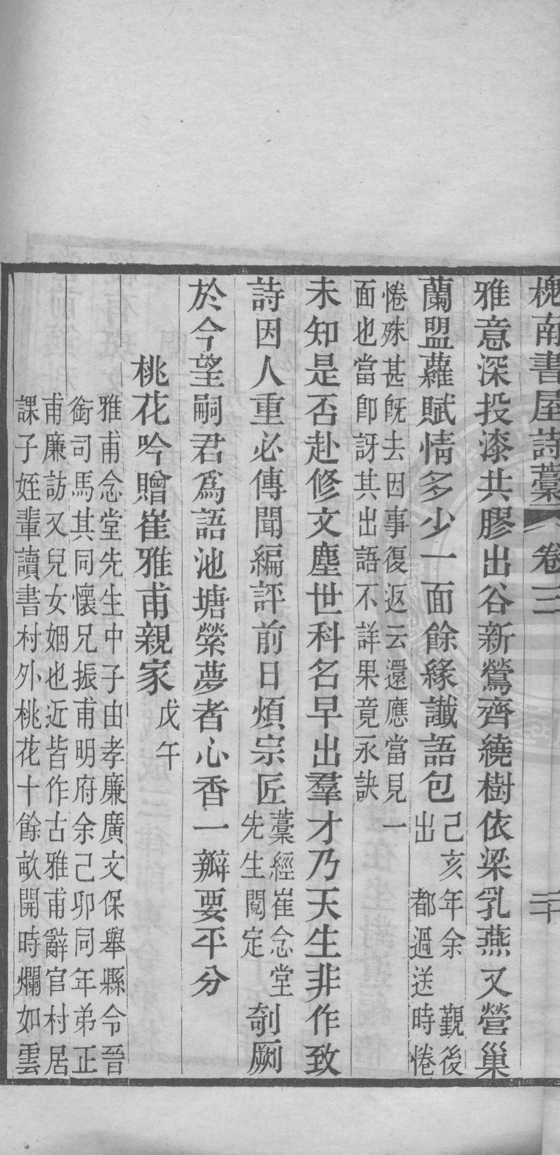 槐南書屋詩藁 卷三 二十
雅意深投漆共膠出谷新鶯齊繞樹依梁乳燕又營巢
蘭盟蘿賦情多少一面餘緣讖語包己亥年余 覲後出 都過送時惓
惓殊甚旣去因事復返云還應當見一
面也當卽訝其出語不詳果竟永訣
未知是否赴修文塵世科名早出羣才乃天生非作致
詩因人重必傳聞編評前日煩宗匠藁經崔念堂先生閱定剞劂
於今望嗣君爲語池塘縈夢者心香一瓣要平分
桃花吟贈崔雅甫親家戊午
雅甫念堂先生中子由孝廉廣文保舉縣令晉
銜司馬其同懷兄振甫明府余己卯同年弟正
甫廉訪又兒女姻也近皆作古雅甫辭官村居
課子姪輩讀書村外桃花十餘畝開時爛如雲